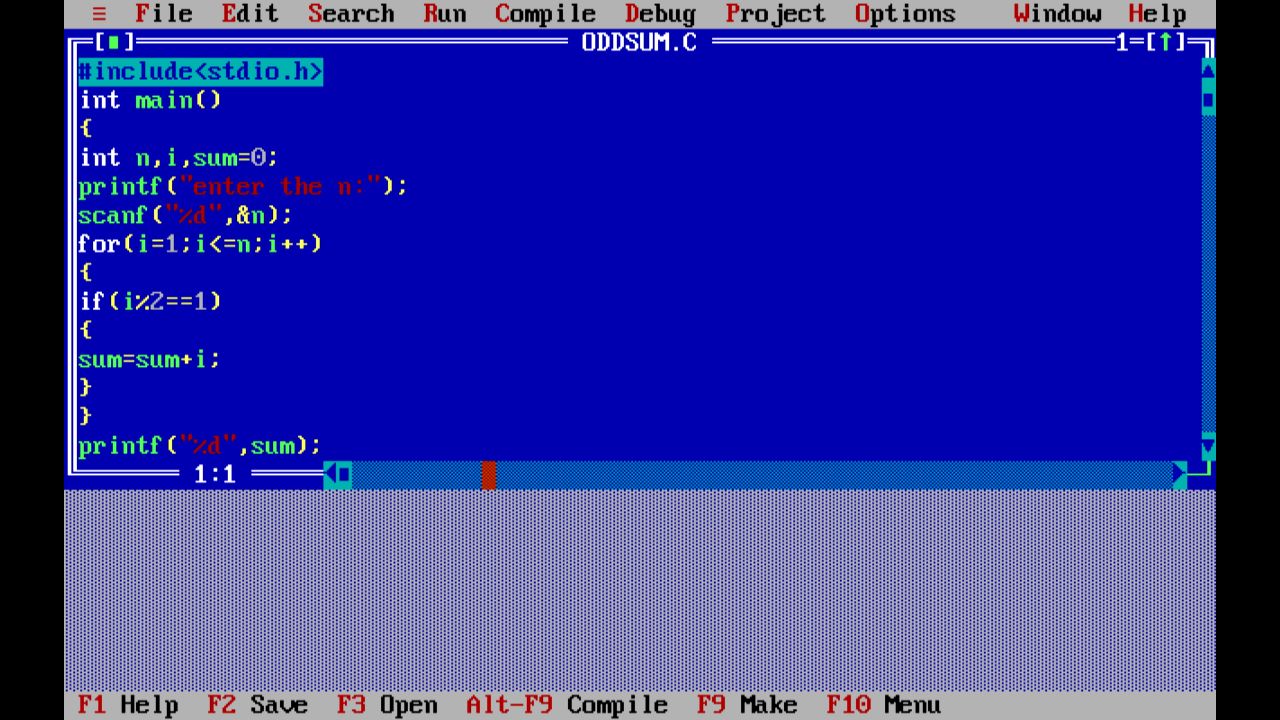 ≡ File Edit Search Run Compile Debug Project Options Window Help
[■] ODDSUM.C 1=[↑]
#include<stdio.h>
int main()
{
int n,i,sum=0;
printf("enter the n:");
scanf("%d",&n);
for(i=1;i<=n;i++)
{
if(i%2==1)
{
sum=sum+i;
}
}
printf("%d",sum);
1:1
F1 Help F2 Save F3 Open Alt-F9 Compile F9 Make F10 Menu